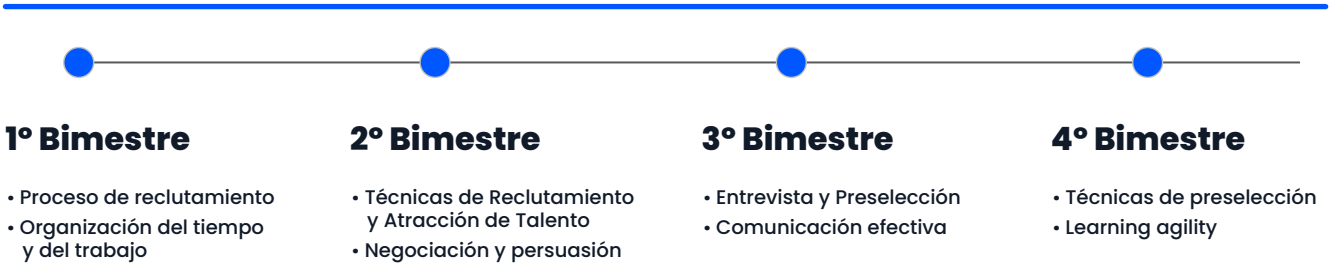 1º Bimestre
• Proceso de reclutamiento
• Organización del tiempo
y del trabajo
2º Bimestre
• Técnicas de Reclutamiento
y Atracción de Talento
• Negociación y persuasión
3º Bimestre
• Entrevista y Preselección
• Comunicación efectiva
4º Bimestre
• Técnicas de preselección
• Learning agility